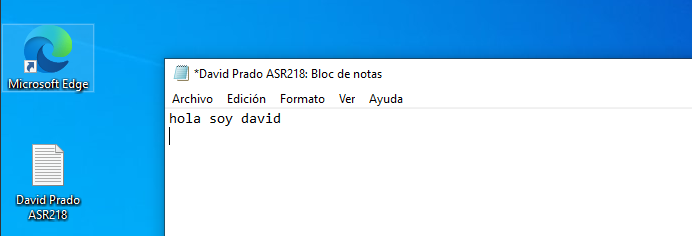 Microsoft Edge
David Prado
ASR218
*David Prado ASR218: Bloc de notas
Archivo Edición Formato Ver Ayuda
hola soy david